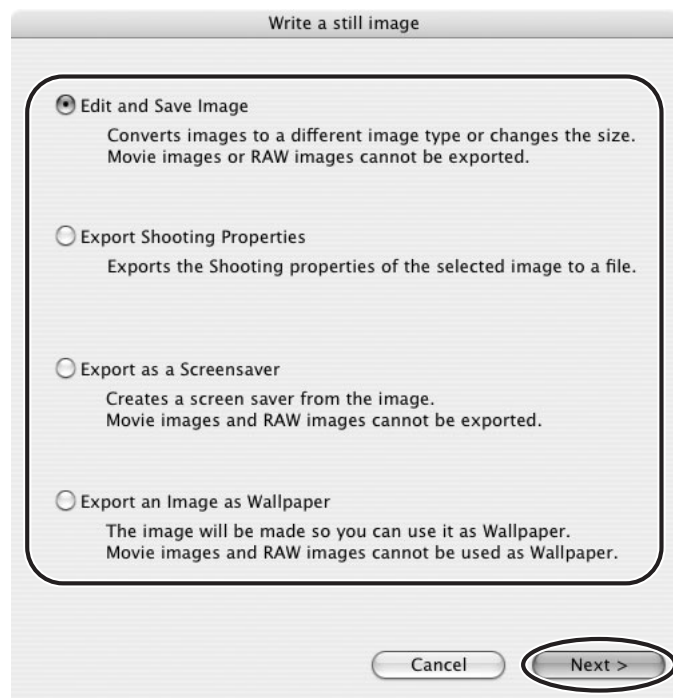 Write a still image
Edit and Save Image
Converts images to a different image type or changes the size.
Movie images or RAW images cannot be exported.
Export Shooting Properties
Exports the Shooting properties of the selected image to a file.
Export as a Screensaver
Creates a screen saver from the image.
Movie images and RAW images cannot be exported.
Export an Image as Wallpaper
The image will be made so you can use it as Wallpaper.
Movie images and RAW images cannot be used as Wallpaper.
Cancel
Next >